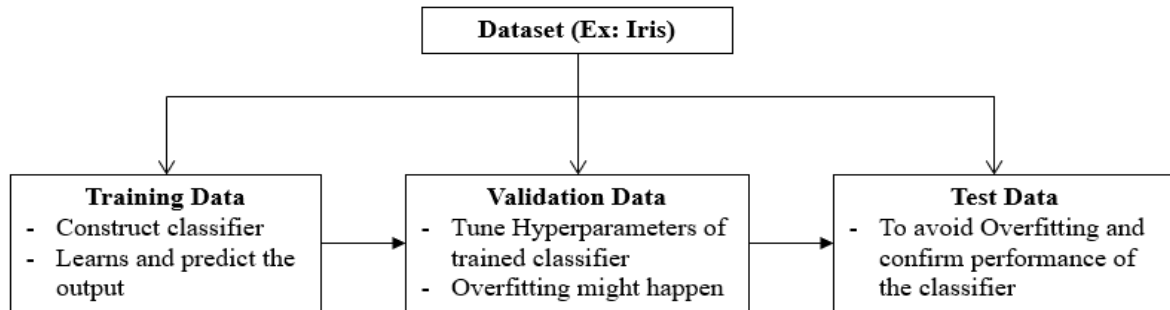 Dataset (Ex: Iris)
Training Data
- Construct classifier
- Learns and predict the
output
Validation Data
- Tune Hyperparameters of
trained classifier
- Overfitting might happen
Test Data
- To avoid Overfitting and
confirm performance of
the classifier